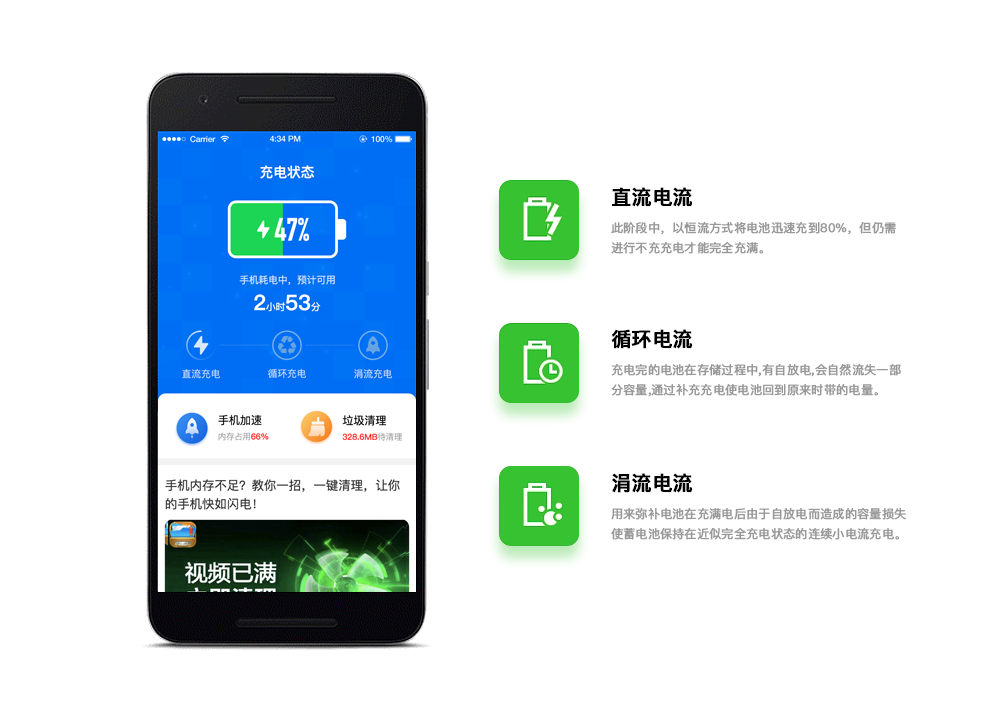 Carrier 4:34 PM 100%
充电状态
47%
手机耗电中，预计可用
2小时53分
直流充电 循环充电 涓流充电
手机加速
内存占用66%
垃圾清理
328.6MB待清理
手机内存不足？教你一招，一键清理，让你
的手机快如闪电！
视频已满
立即清理
直流电流
此阶段中，以恒流方式将电池迅速充到80%，但仍需
进行不充充电才能完全充满。
循环电流
充电完的电池在存储过程中,有自放电,会自然流失一部
分容量,通过补充充电使电池回到原来时带的电量。
涓流电流
用来弥补电池在充满电后由于自放电而造成的容量损失
使蓄电池保持在近似完全充电状态的连续小电流充电。